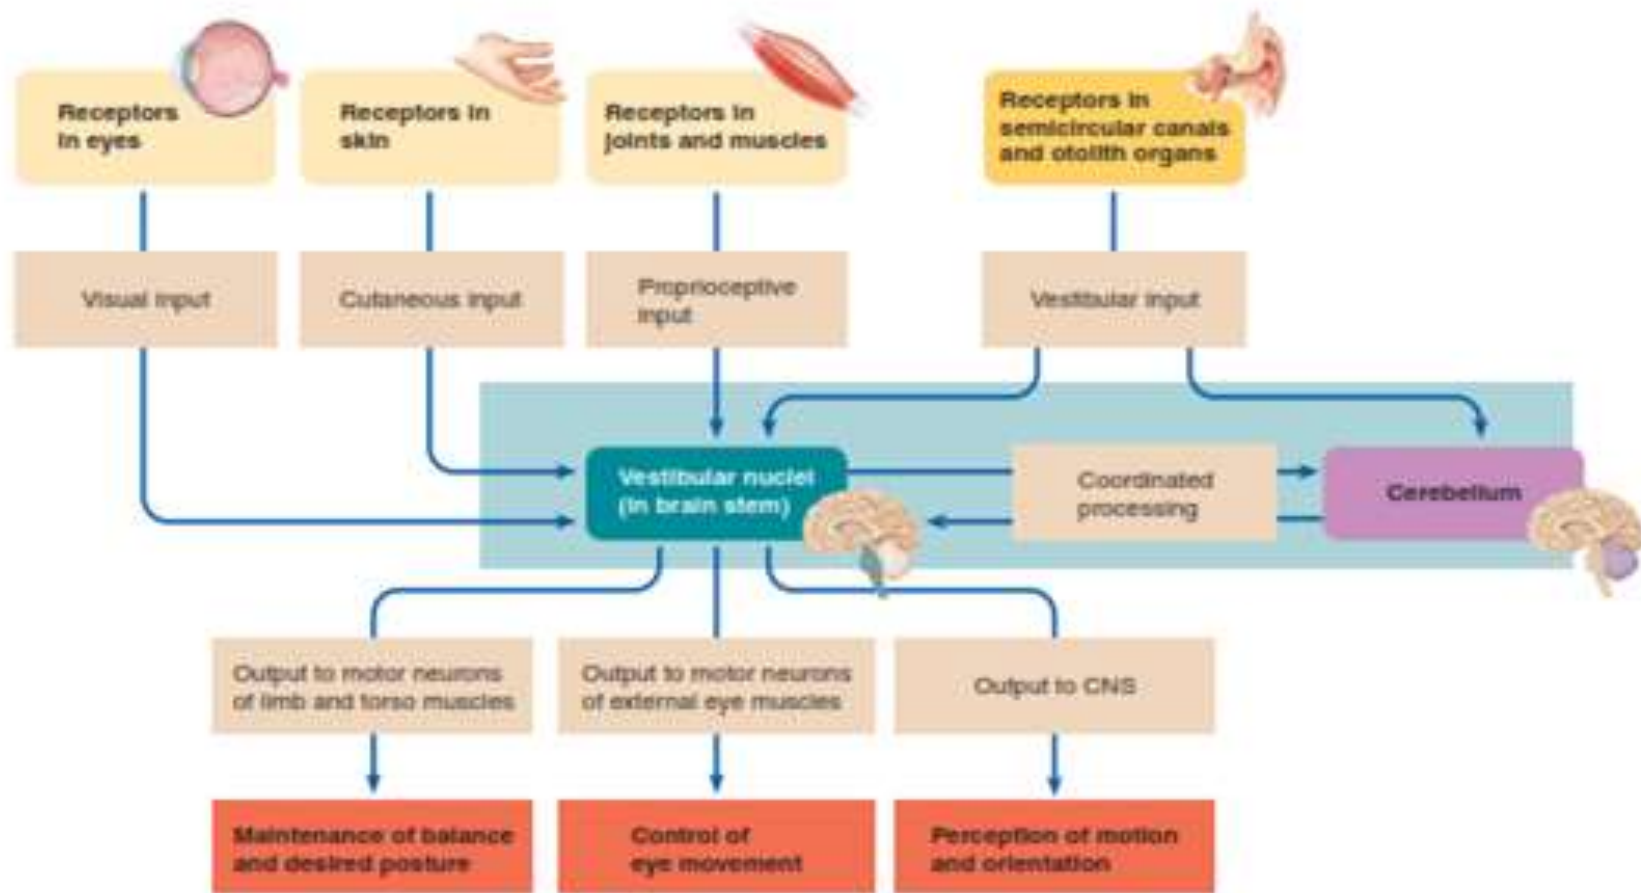 Receptors
in eyes
Receptors in
skin
Receptors in
joints and muscles
Receptors in
semicircular canals
and otolith organs
Visual input
Cutaneous input
Proprioceptive
input
Vestibular input
Vestibular nuclei
(in brain stem)
Coordinated
processing
Cerebellum
Output to motor neurons
of limb and torso muscles
Output to motor neurons
of external eye muscles
Output to CNS
Maintenance of balance
and desired posture
Control of
eye movement
Perception of motion
and orientation